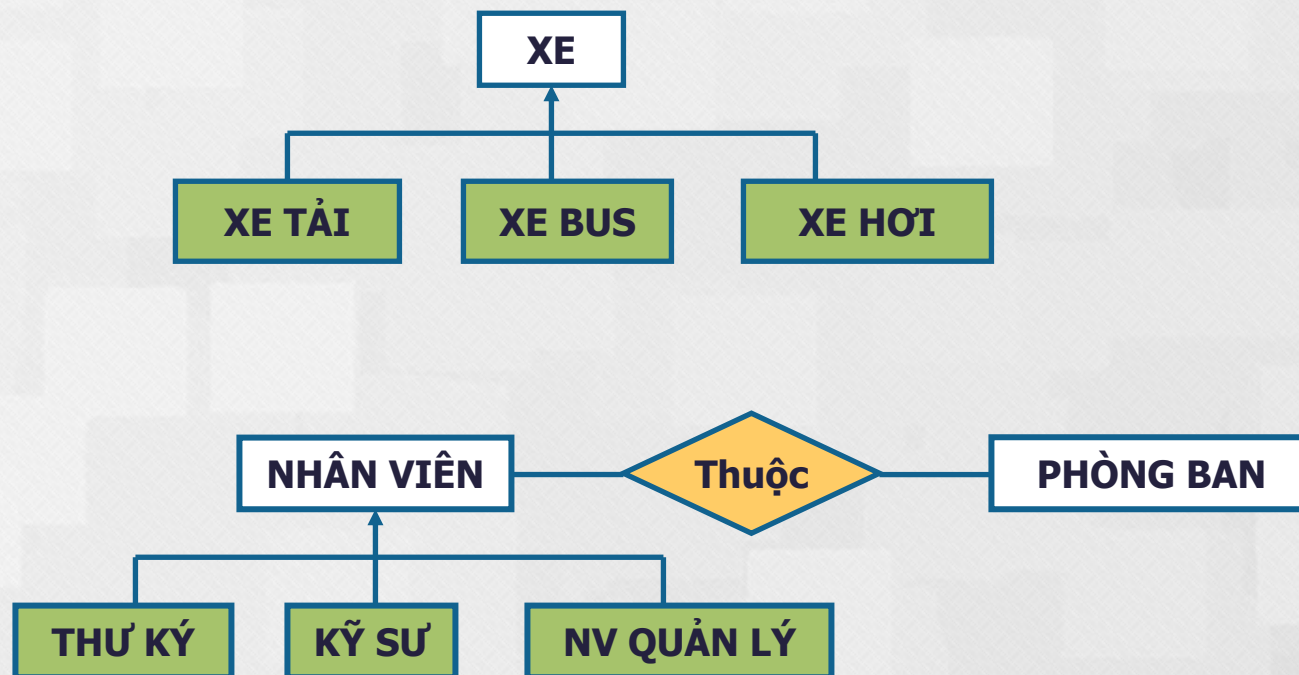 XE
XE TẢI
XE BUS
XE HƠI
NHÂN VIÊN
Thuộc
PHÒNG BAN
THƯ KÝ
KỸ SƯ
NV QUẢN LÝ